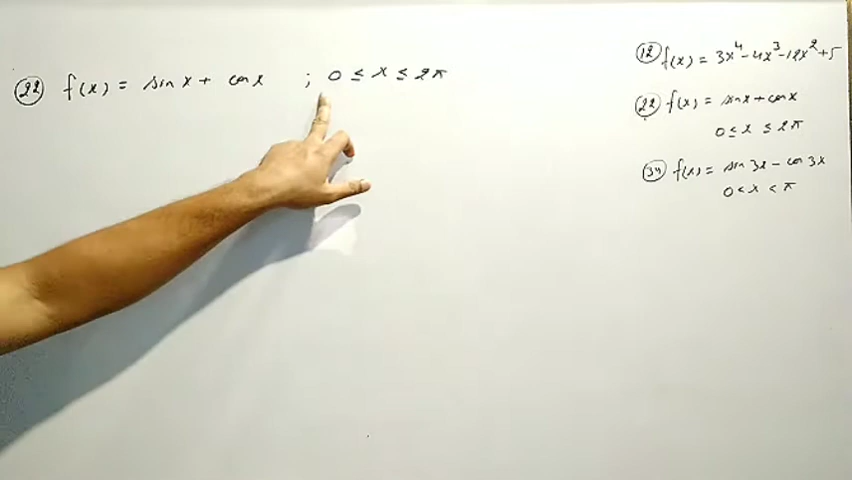 22 f(x) = sin x + cos x ; 0 ≤ x ≤ 2π
12 f(x) = 3x⁴-4x³-12x²+5
22 f(x) = sin x + cos x
0 ≤ x ≤ 2π
34 f(x) = sin 3x - cos 3x
0 < x < π